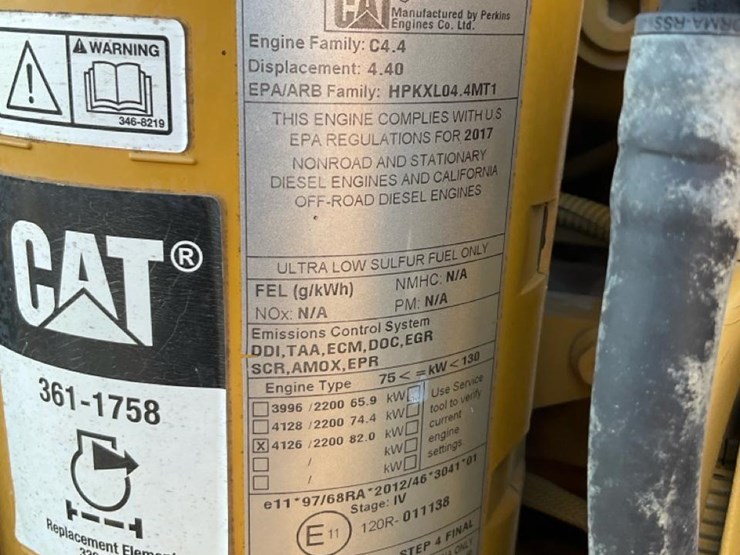 WARNING
346-8219
CAT®
361-1758
Replacement
CAT®
Manufactured by Perkins
Engines Co. Ltd.
Engine Family: C4.4
Displacement: 4.40
EPA/ARB Family: HPKXL04.4MT1
THIS ENGINE COMPLIES WITH U.S
EPA REGULATIONS FOR 2017
NONROAD AND STATIONARY
DIESEL ENGINES AND CALIFORNIA
OFF-ROAD DIESEL ENGINES
ULTRA LOW SULFUR FUEL ONLY
FEL (g/kWh) NMHC: N/A
NOx: N/A PM: N/A
Emissions Control System
DDI,TAA,ECM,DOC,EGR
SCR,AMOX,EPR
Engine Type 75<=kW<130
3996 /2200 65.9 kW
4128 /2200 74.4 kW
X 4126 /2200 82.0 kW
/ kW
/ kW
Use Service
tool to verify
current
engine
settings
e11*97/68RA*2012/46*3041*01
Stage: IV
E11 120R-011138
STEP 4 FINAL